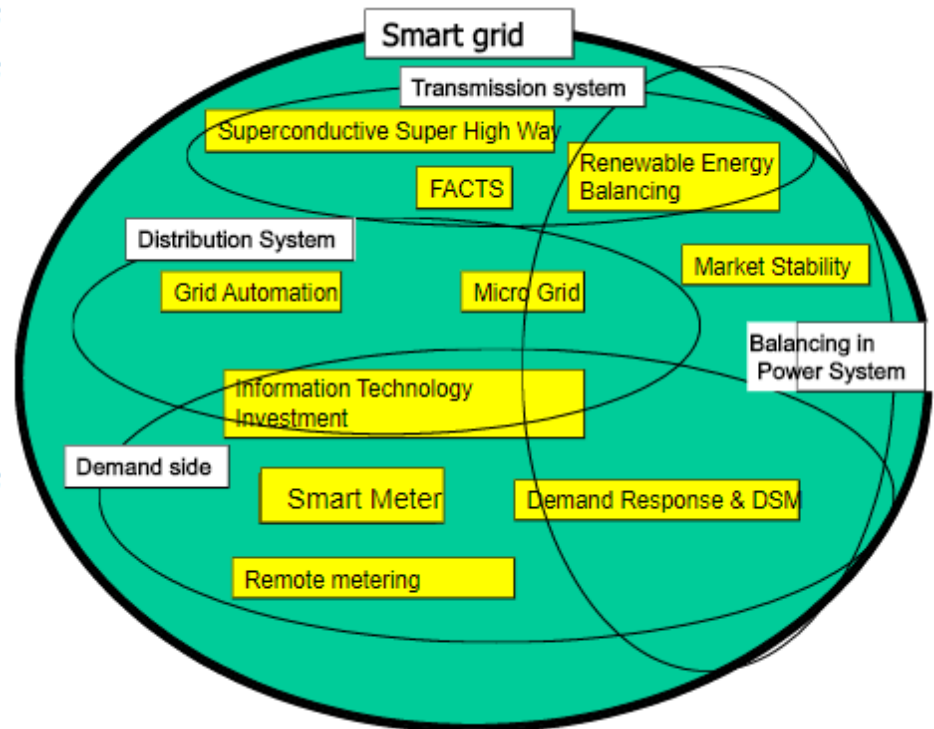 Smart grid
Transmission system
Superconductive Super High Way
Renewable Energy
Balancing
FACTS
Distribution System
Market Stability
Grid Automation
Micro Grid
Balancing in
Power System
Information Technology
Investment
Demand side
Smart Meter
Demand Response & DSM
Remote metering